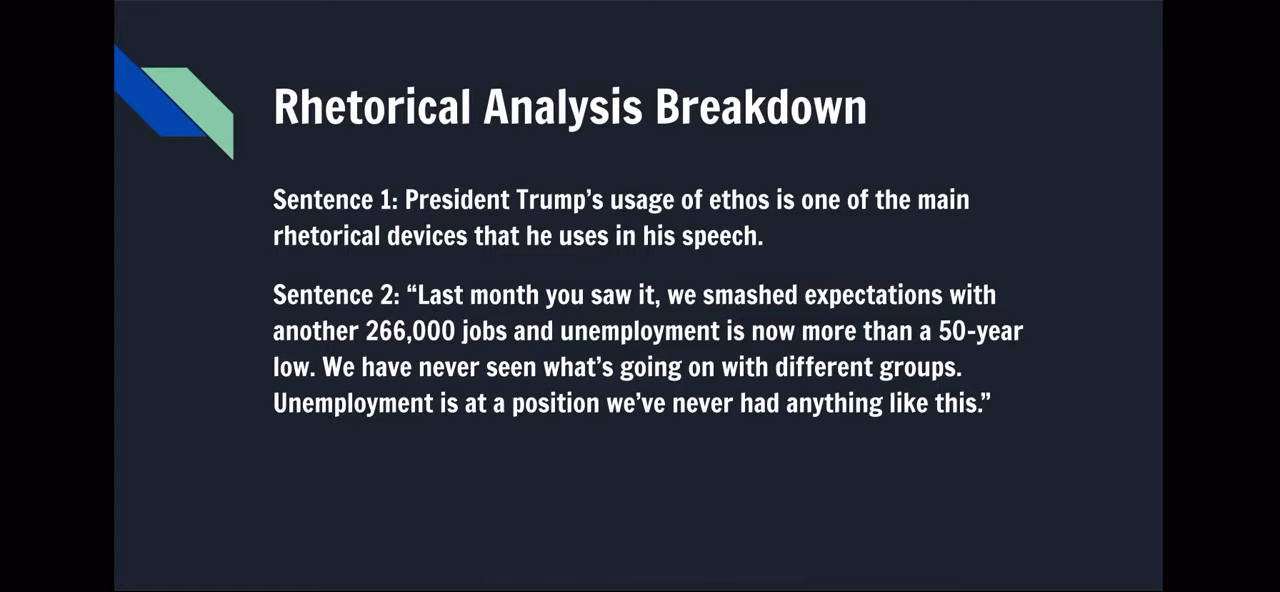 Rhetorical Analysis Breakdown
Sentence 1: President Trump’s usage of ethos is one of the main
rhetorical devices that he uses in his speech.
Sentence 2: “Last month you saw it, we smashed expectations with
another 266,000 jobs and unemployment is now more than a 50-year
low. We have never seen what’s going on with different groups.
Unemployment is at a position we’ve never had anything like this.”